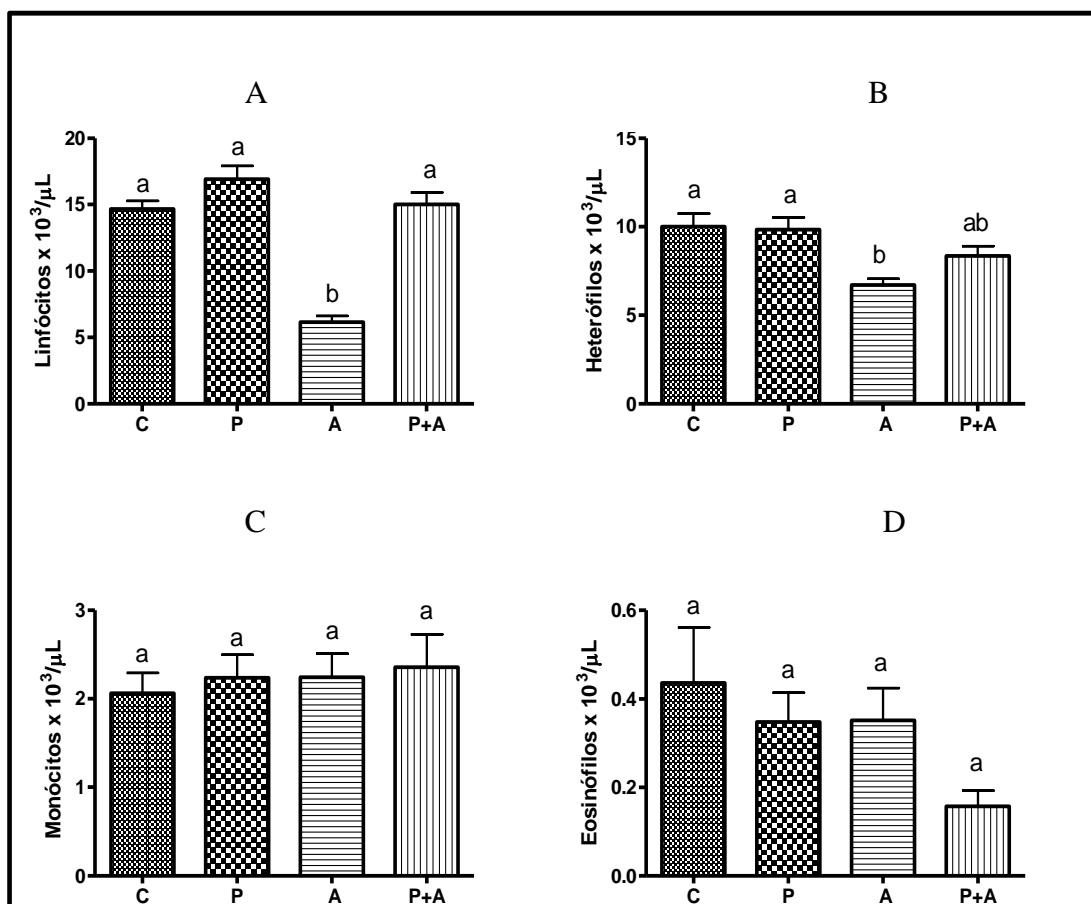 A
Linfócitos x 10³/µL
20
15
10
5
0
a
a
b
a
C P A P+A
B
Heterófilos x 10³/µL
15
10
5
0
a
a
b
ab
C P A P+A
C
Monócitos x 10³/µL
3
2
1
0
a
a
a
a
C P A P+A
D
Eosinófilos x 10³/µL
0.6
0.4
0.2
0.0
a
a
a
a
C P A P+A